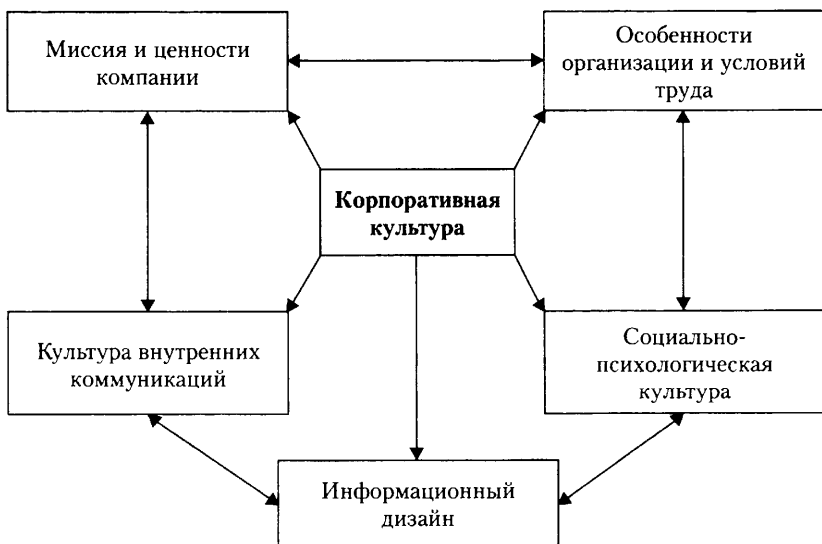 Миссия и ценности
компании
Особенности
организации и условий
труда
Корпоративная
культура
Культура внутренних
коммуникаций
Социально-
психологическая
культура
Информационный
дизайн